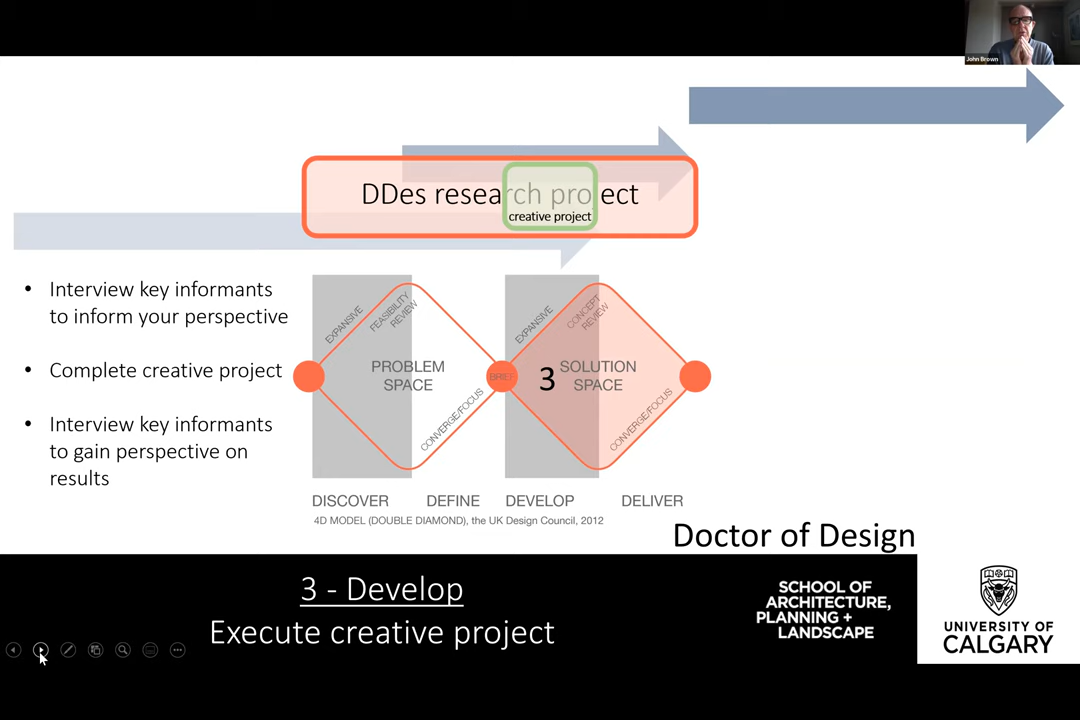 John Brown
DDes research project
creative project
• Interview key informants
to inform your perspective
• Complete creative project
• Interview key informants
to gain perspective on
results
EXPANSIVE
FEASIBILITY
REVIEW
PROBLEM
SPACE
CONVERGE/FOCUS
BRIEF
EXPANSIVE
CONCEPT
REVIEW
3
SOLUTION
SPACE
CONVERGE/FOCUS
DISCOVER
DEFINE
DEVELOP
DELIVER
4D MODEL (DOUBLE DIAMOND), the UK Design Council, 2012
Doctor of Design
3 - Develop
Execute creative project
SCHOOL OF
ARCHITECTURE,
PLANNING +
LANDSCAPE
UNIVERSITY OF
CALGARY